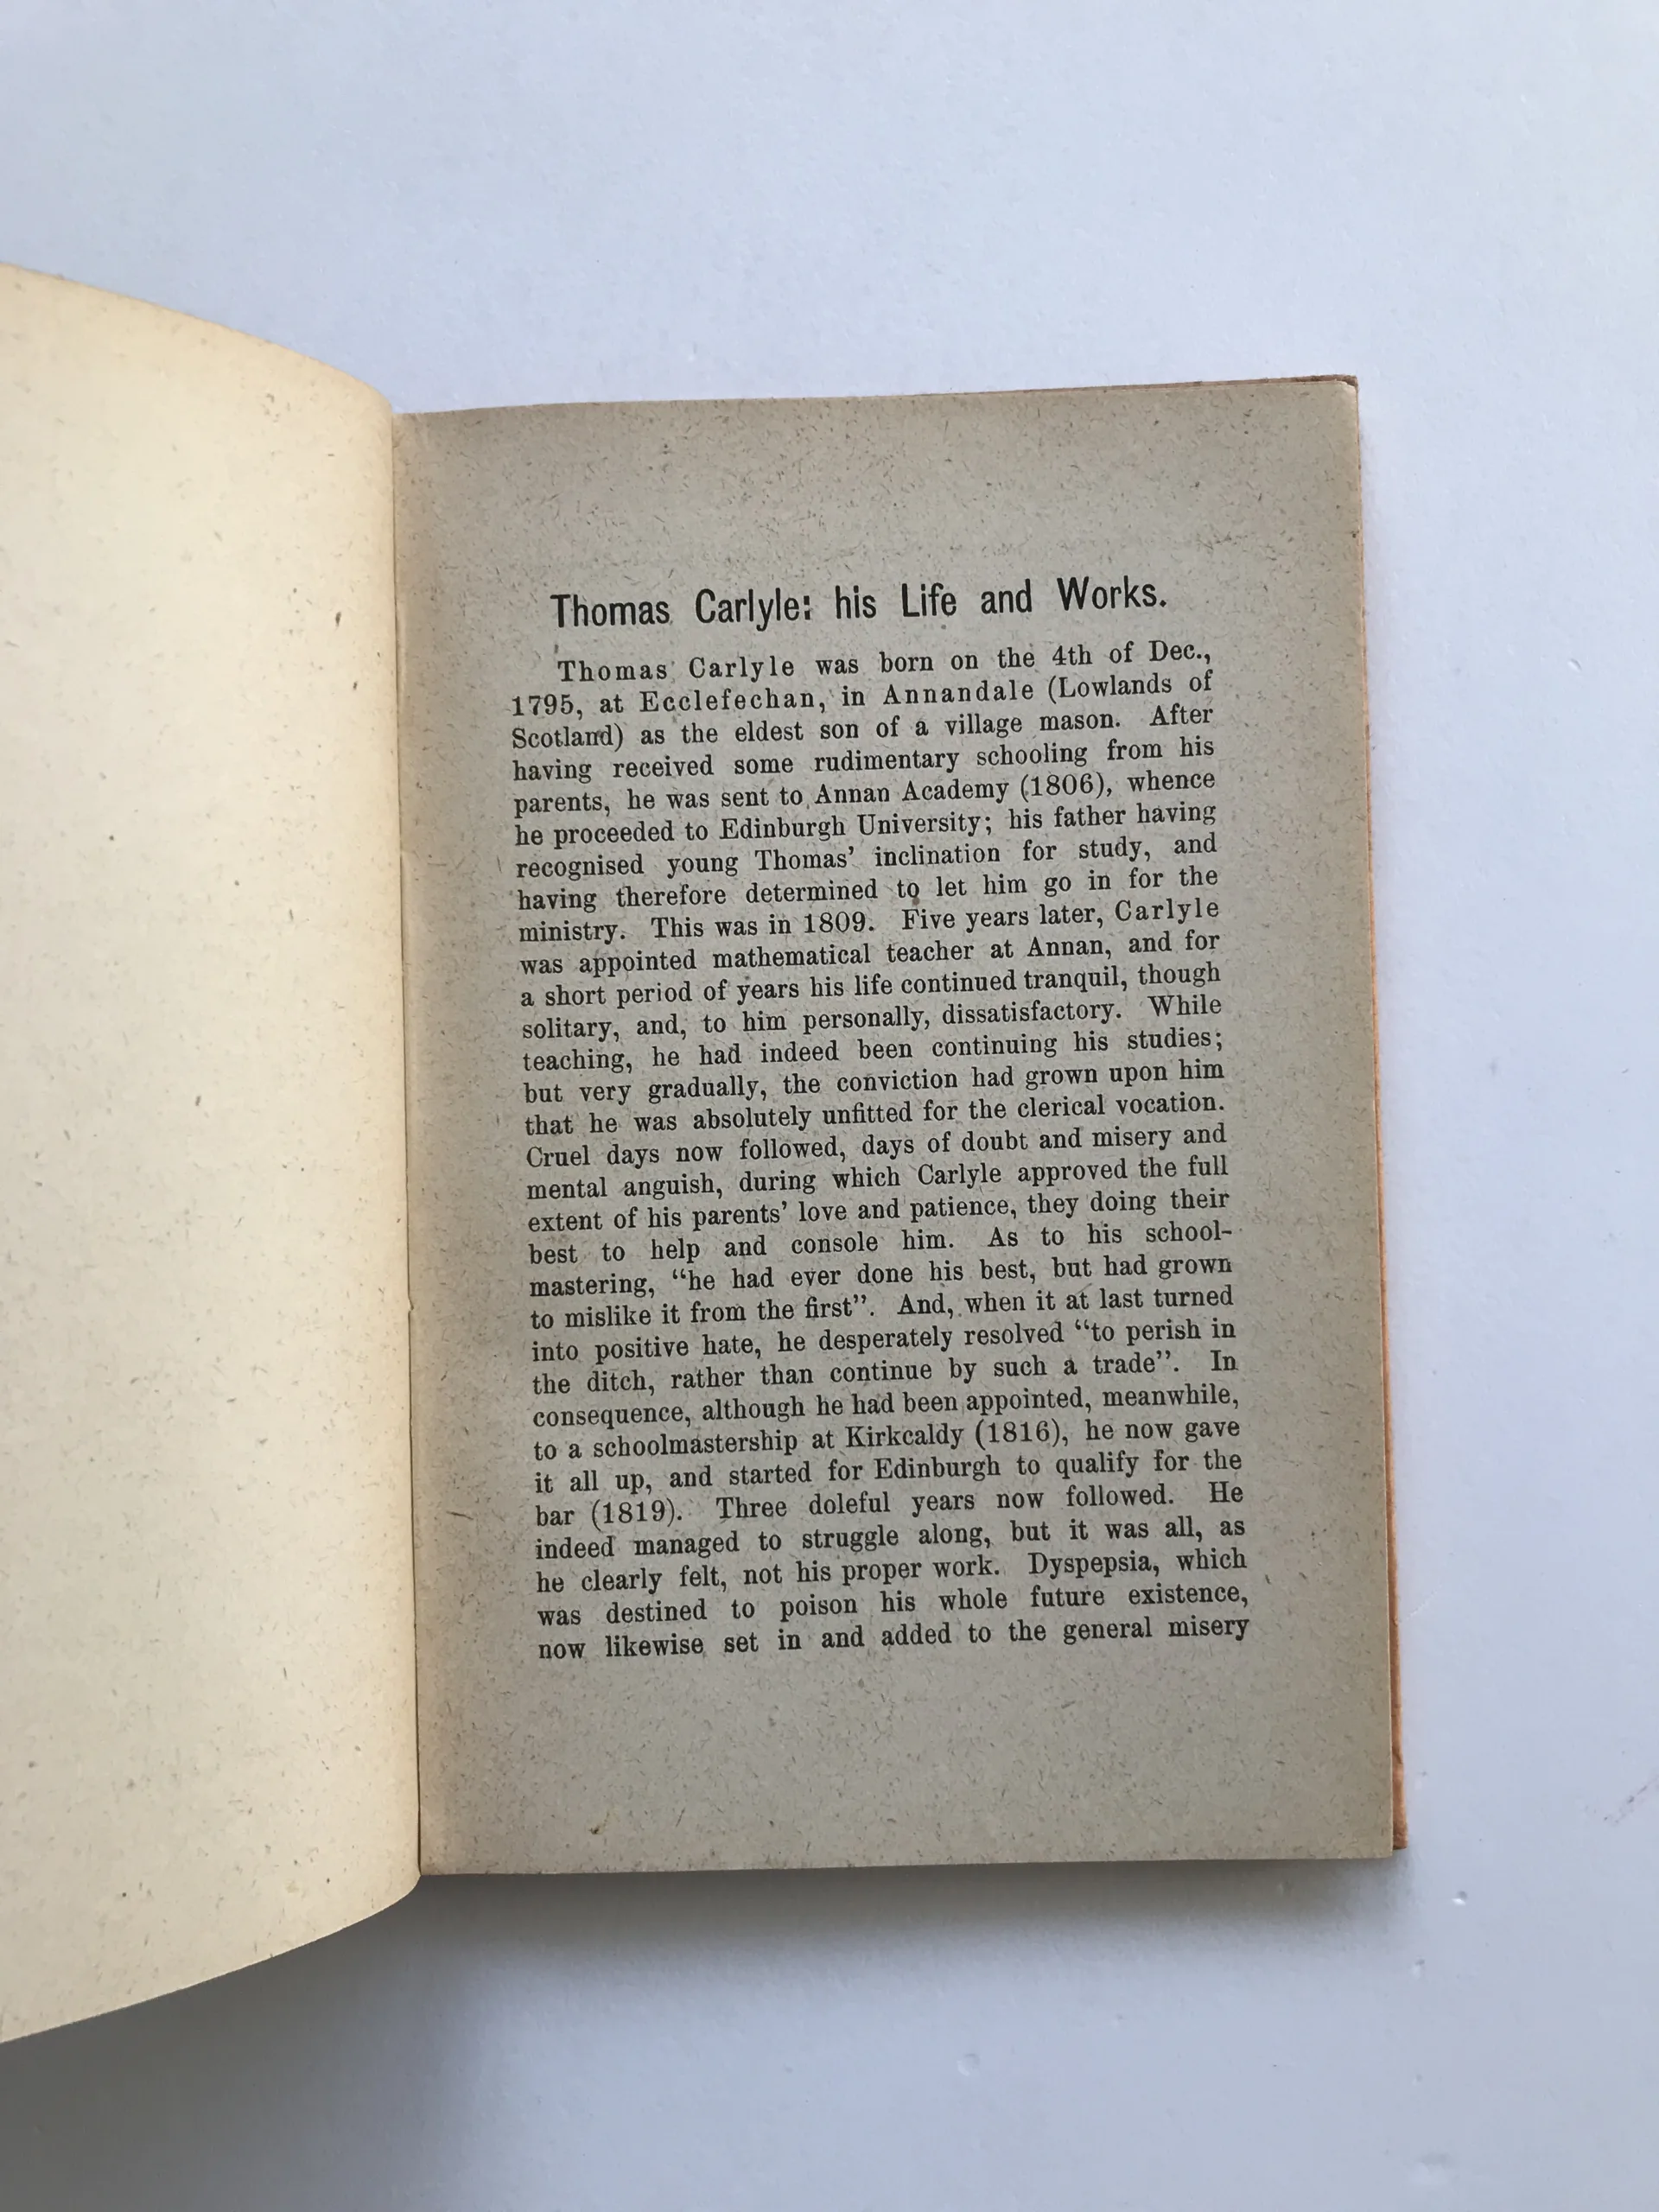 Thomas Carlyle: his Life and Works.
Thomas Carlyle was born on the 4th of Dec.,
1795, at Ecclefechan, in Annandale (Lowlands of
Scotland) as the eldest son of a village mason. After
having received some rudimentary schooling from his
parents, he was sent to Annan Academy (1806), whence
he proceeded to Edinburgh University; his father having
recognised young Thomas’ inclination for study, and
having therefore determined to let him go in for the
ministry. This was in 1809. Five years later, Carlyle
was appointed mathematical teacher at Annan, and for
a short period of years his life continued tranquil, though
solitary, and, to him personally, dissatisfactory. While
teaching, he had indeed been continuing his studies;
but very gradually, the conviction had grown upon him
that he was absolutely unfitted for the clerical vocation.
Cruel days now followed, days of doubt and misery and
mental anguish, during which Carlyle approved the full
extent of his parents’ love and patience, they doing their
best to help and console him. As to his school-
mastering, “he had ever done his best, but had grown
to mislike it from the first”. And, when it at last turned
into positive hate, he desperately resolved “to perish in
the ditch, rather than continue by such a trade”. In
consequence, although he had been appointed, meanwhile,
to a schoolmastership at Kirkcaldy (1816), he now gave
it all up, and started for Edinburgh to qualify for the
bar (1819). Three doleful years now followed. He
indeed managed to struggle along, but it was all, as
he clearly felt, not his proper work. Dyspepsia, which
was destined to poison his whole future existence,
now likewise set in and added to the general misery